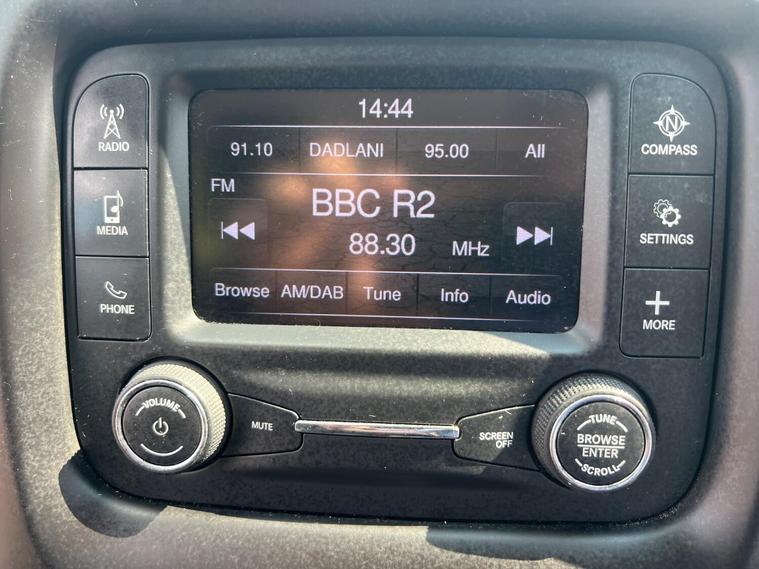 14:44
91.10 DADLANI 95.00 All
FM
BBC R2
88.30 MHz
Browse AM/DAB Tune Info Audio
RADIO
MEDIA
PHONE
N
COMPASS
SETTINGS
MORE
VOLUME
MUTE
SCREEN
OFF
TUNE
BROWSE
ENTER
SCROLL